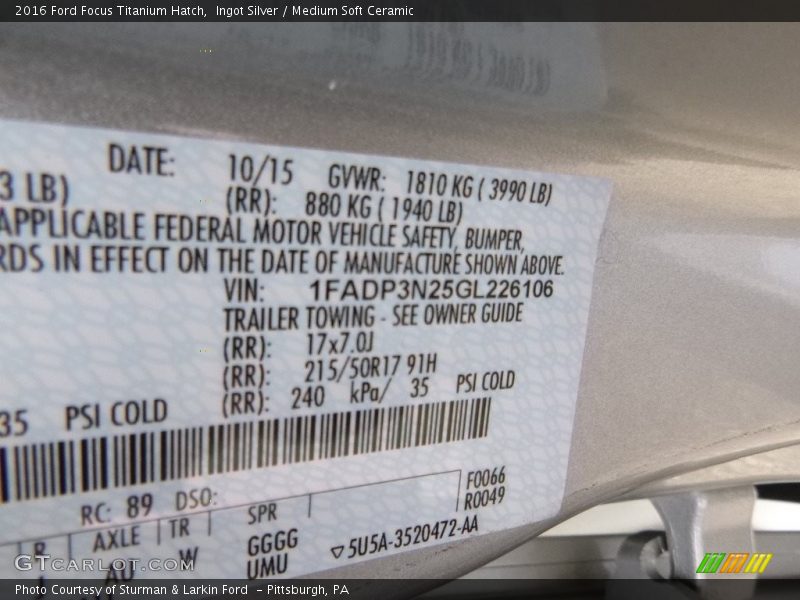 2016 Ford Focus Titanium Hatch,  Ingot Silver / Medium Soft Ceramic
DATE: 10/15 GVWR: 1810 KG ( 3990 LB)
3 LB) (RR): 880 KG ( 1940 LB)
APPLICABLE FEDERAL MOTOR VEHICLE SAFETY, BUMPER,
RDS IN EFFECT ON THE DATE OF MANUFACTURE SHOWN ABOVE.
VIN: 1FADP3N25GL226106
TRAILER TOWING - SEE OWNER GUIDE
(RR): 17x7.0J
(RR): 215/50R17 91H
35 PSI COLD (RR): 240 kPa/ 35 PSI COLD
RC: 89 DSO: F0066
R0049
8 AXLE TR SPR
AU W GGGG
UMU
▽5U5A-3520472-AA
GTCARLOT.COM
Photo Courtesy of Sturman & Larkin Ford  - Pittsburgh, PA